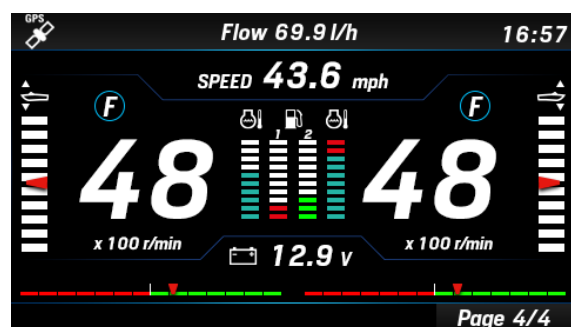 GPS
Flow 69.9 l/h
16:57
SPEED 43.6 mph
F
F
1 2
48
48
x 100 r/min
x 100 r/min
12.9 V
Page 4/4